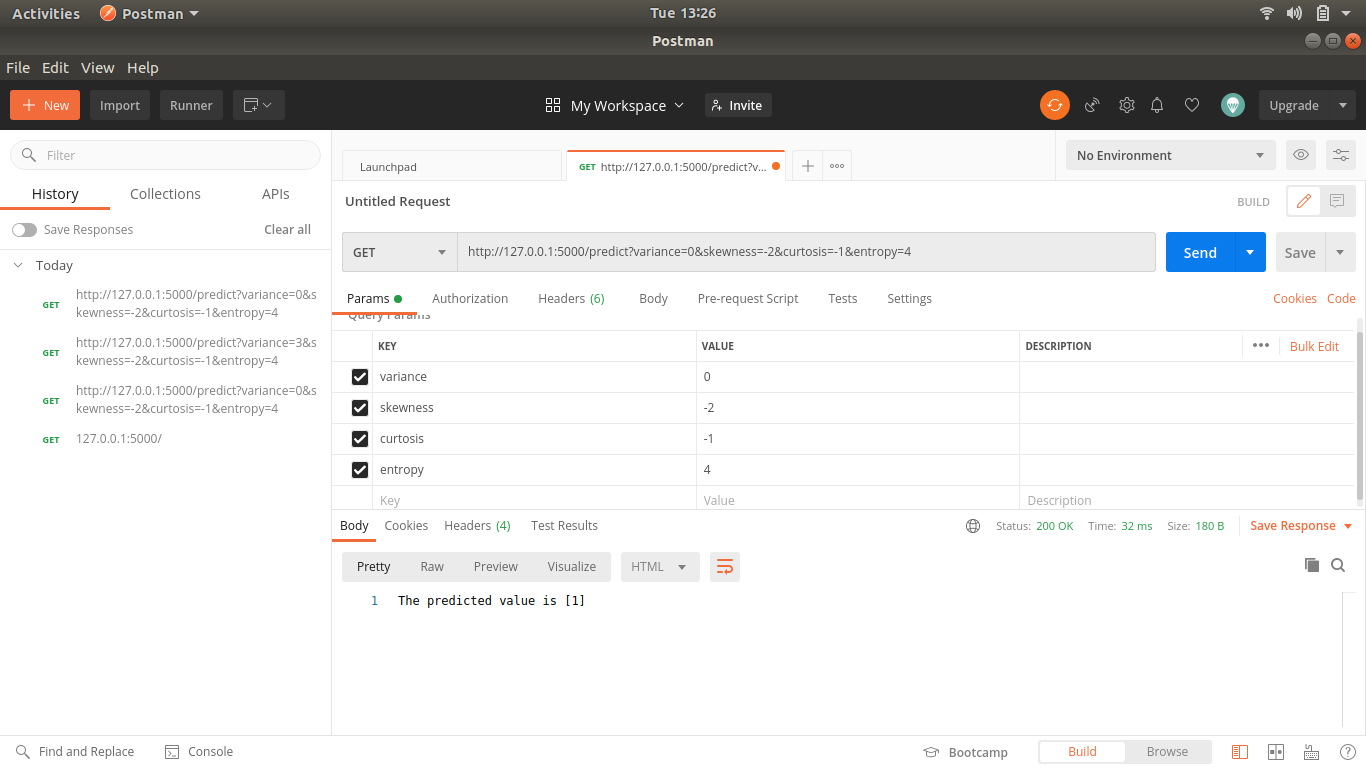 Activities Postman Tue 13:26
Postman
File Edit View Help
New Import Runner My Workspace Invite Upgrade
Filter
History Collections APIs
Save Responses Clear all
Today
GET http://127.0.0.1:5000/predict?variance=0&s
kewness=-2&curtosis=-1&entropy=4
GET http://127.0.0.1:5000/predict?variance=3&s
kewness=-2&curtosis=-1&entropy=4
GET http://127.0.0.1:5000/predict?variance=0&s
kewness=-2&curtosis=-1&entropy=4
GET 127.0.0.1:5000/
Launchpad GET http://127.0.0.1:5000/predict?v... No Environment
Untitled Request BUILD
GET http://127.0.0.1:5000/predict?variance=0&skewness=-2&curtosis=-1&entropy=4 Send Save
Params Authorization Headers (6) Body Pre-request Script Tests Settings Cookies Code
Query Params
KEY VALUE DESCRIPTION Bulk Edit
variance 0
skewness -2
curtosis -1
entropy 4
Key Value Description
Body Cookies Headers (4) Test Results Status: 200 OK Time: 32 ms Size: 180 B Save Response
Pretty Raw Preview Visualize HTML
1 The predicted value is [1]
Find and Replace Console Bootcamp Build Browse